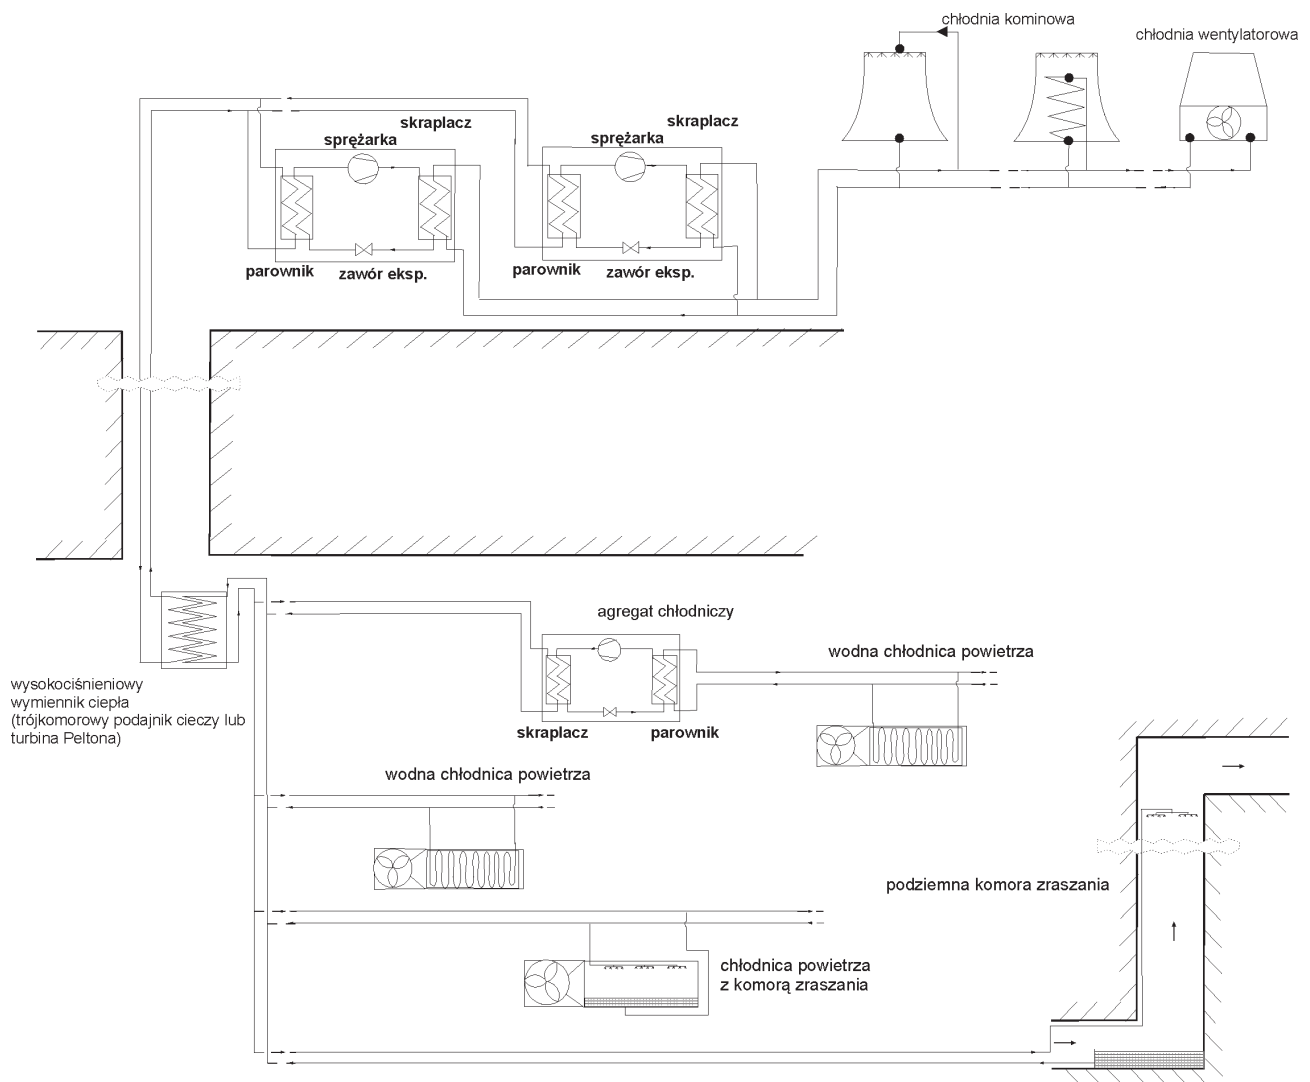 chłodnia kominowa
chłodnia wentylatorowa
skraplacz
sprężarka
skraplacz
sprężarka
parownik
zawór eksp.
parownik
zawór eksp.
agregat chłodniczy
wodna chłodnica powietrza
skraplacz
parownik
wysokociśnieniowy
wymiennik ciepła
(trójkomorowy podajnik cieczy lub
turbina Peltona)
wodna chłodnica powietrza
podziemna komora zraszania
chłodnica powietrza
z komorą zraszania